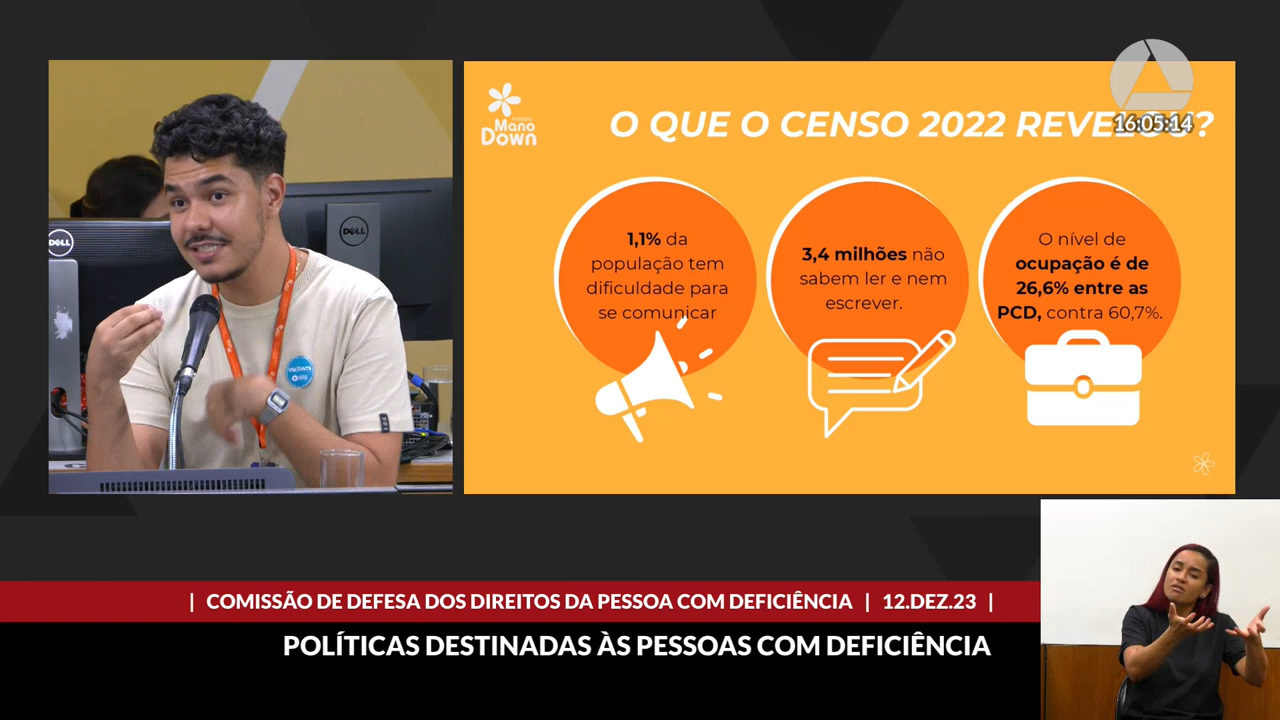 16:05:14
Mano
Down
O QUE O CENSO 2022 REVELOU?
1,1% da
população tem
dificuldade para
se comunicar
3,4 milhões não
sabem ler e nem
escrever.
O nível de
ocupação é de
26,6% entre as
PCD, contra 60,7%.
DELL
DELL
| COMISSÃO DE DEFESA DOS DIREITOS DA PESSOA COM DEFICIÊNCIA | 12.DEZ.23 |
POLÍTICAS DESTINADAS ÀS PESSOAS COM DEFICIÊNCIA